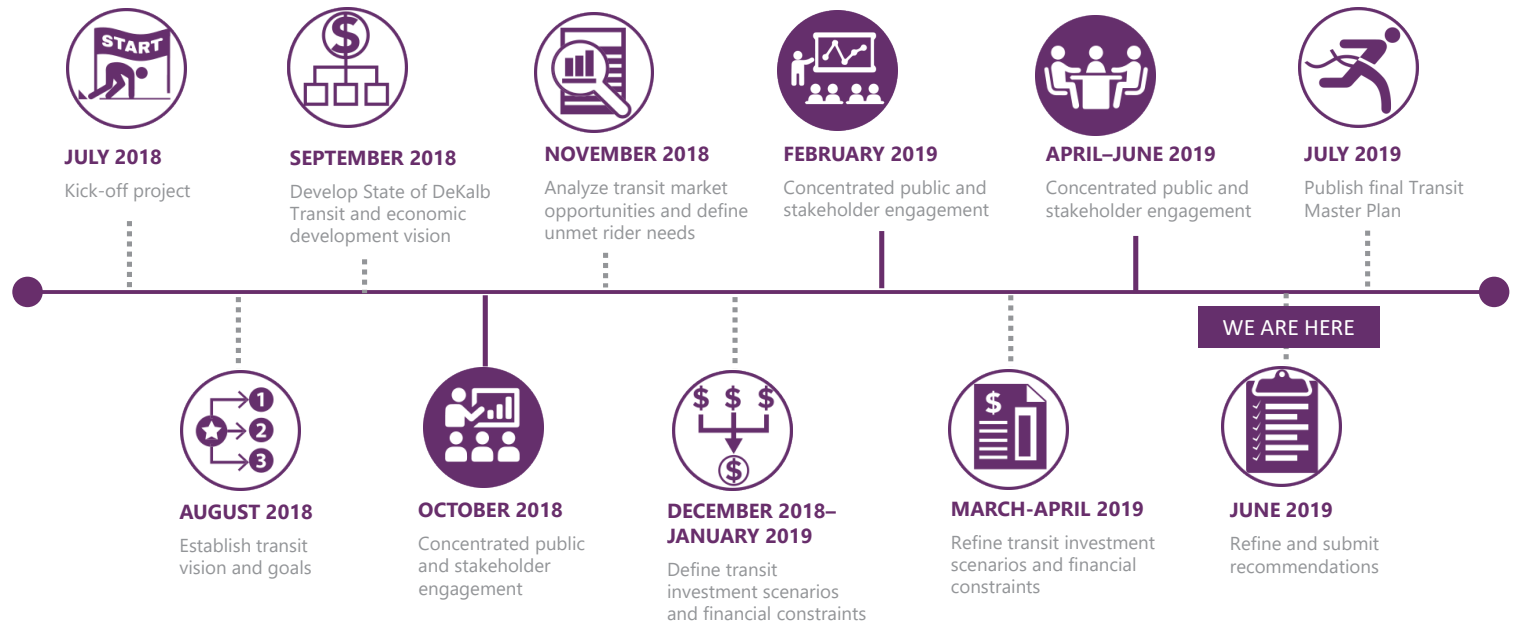 START
JULY 2018
Kick-off project
$
SEPTEMBER 2018
Develop State of DeKalb
Transit and economic
development vision
NOVEMBER 2018
Analyze transit market
opportunities and define
unmet rider needs
FEBRUARY 2019
Concentrated public and
stakeholder engagement
APRIL–JUNE 2019
Concentrated public and
stakeholder engagement
JULY 2019
Publish final Transit
Master Plan
WE ARE HERE
1
2
3
AUGUST 2018
Establish transit
vision and goals
OCTOBER 2018
Concentrated public
and stakeholder
engagement
$ $ $
$
DECEMBER 2018–
JANUARY 2019
Define transit
investment scenarios
and financial constraints
$
MARCH-APRIL 2019
Refine transit investment
scenarios and financial
constraints
JUNE 2019
Refine and submit
recommendations